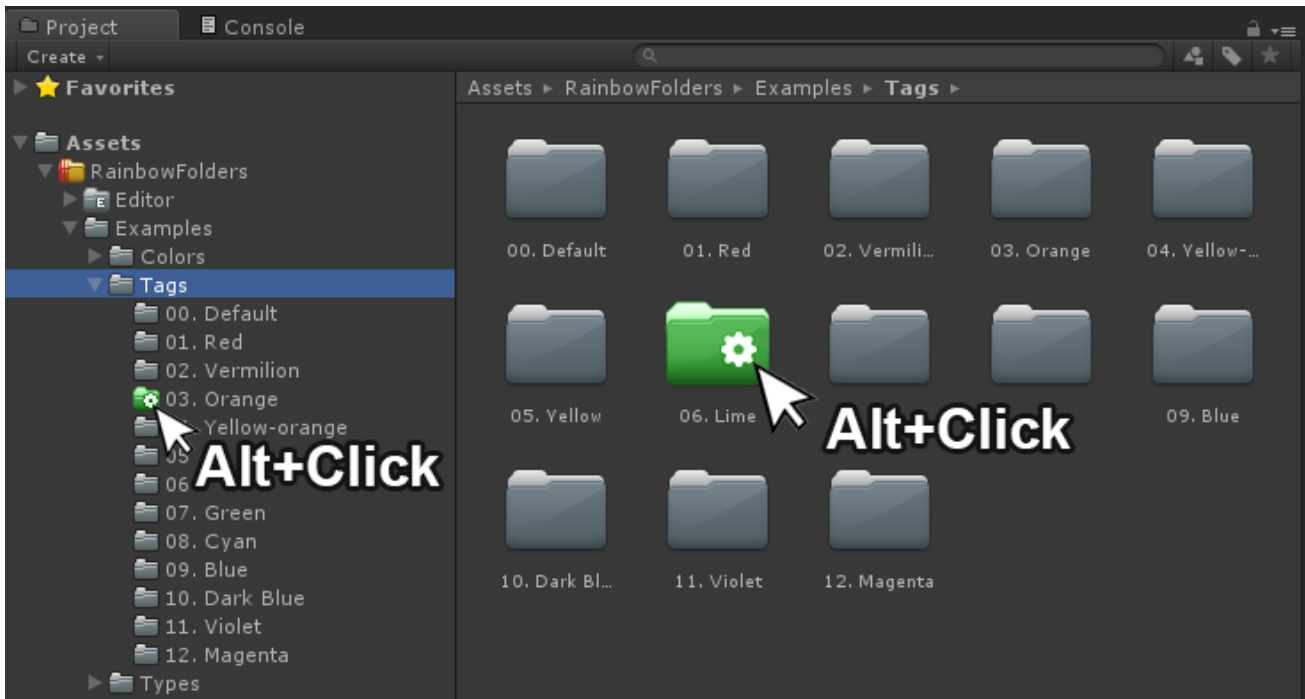 Project
Console
Create
Favorites
Assets
RainbowFolders
Editor
Examples
Colors
Tags
00. Default
01. Red
02. Vermilion
03. Orange
Yellow-orange
05
06
07. Green
08. Cyan
09. Blue
10. Dark Blue
11. Violet
12. Magenta
Types
Alt+Click
Assets ▸ RainbowFolders ▸ Examples ▸ Tags ▸
00. Default 01. Red 02. Vermili… 03. Orange 04. Yellow-…
05. Yellow 06. Lime 09. Blue
Alt+Click
10. Dark Bl… 11. Violet 12. Magenta